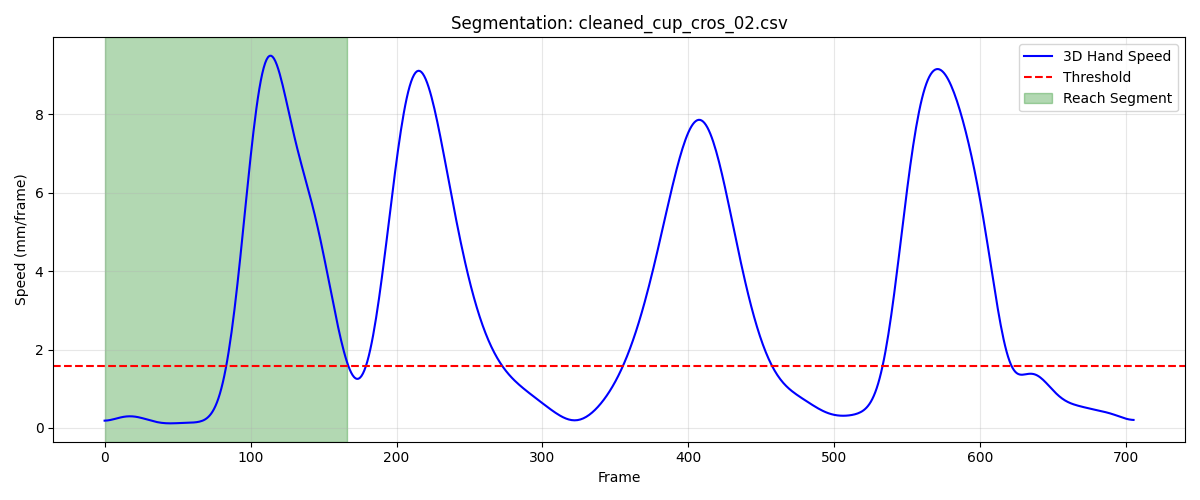 Segmentation: cleaned_cup_cros_02.csv
3D Hand Speed
Threshold
Reach Segment
Speed (mm/frame)
8
6
4
2
0
0 100 200 300 400 500 600 700
Frame